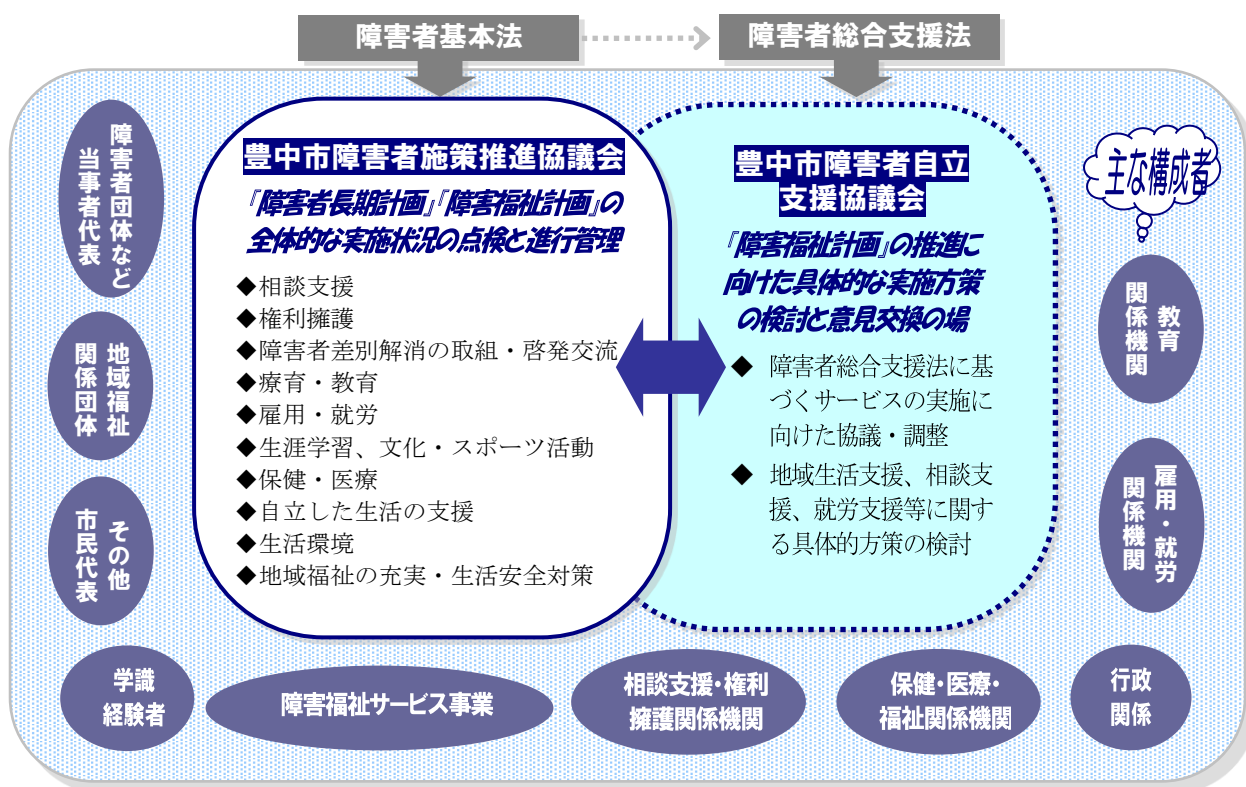 障害者基本法
障害者総合支援法
豊中市障害者施策推進協議会
『障害者長期計画』『障害福祉計画』の
全体的な実施状況の点検と進行管理
◆相談支援
◆権利擁護
◆障害者差別解消の取組・啓発交流
◆療育・教育
◆雇用・就労
◆生涯学習、文化・スポーツ活動
◆保健・医療
◆自立した生活の支援
◆生活環境
◆地域福祉の充実・生活安全対策
豊中市障害者自立
支援協議会
『障害福祉計画』の推進に
向けた具体的な実施方策
の検討と意見交換の場
◆ 障害者総合支援法に基
づくサービスの実施に
向けた協議・調整
◆ 地域生活支援、相談支
援、就労支援等に関す
る具体的方策の検討
主な構成者
障害者団体など
当事者代表
地域福祉
関係団体
その他
市民代表
教育
関係機関
雇用・就労
関係機関
学識
経験者
障害福祉サービス事業
相談支援・権利
擁護関係機関
保健・医療・
福祉関係機関
行政
関係